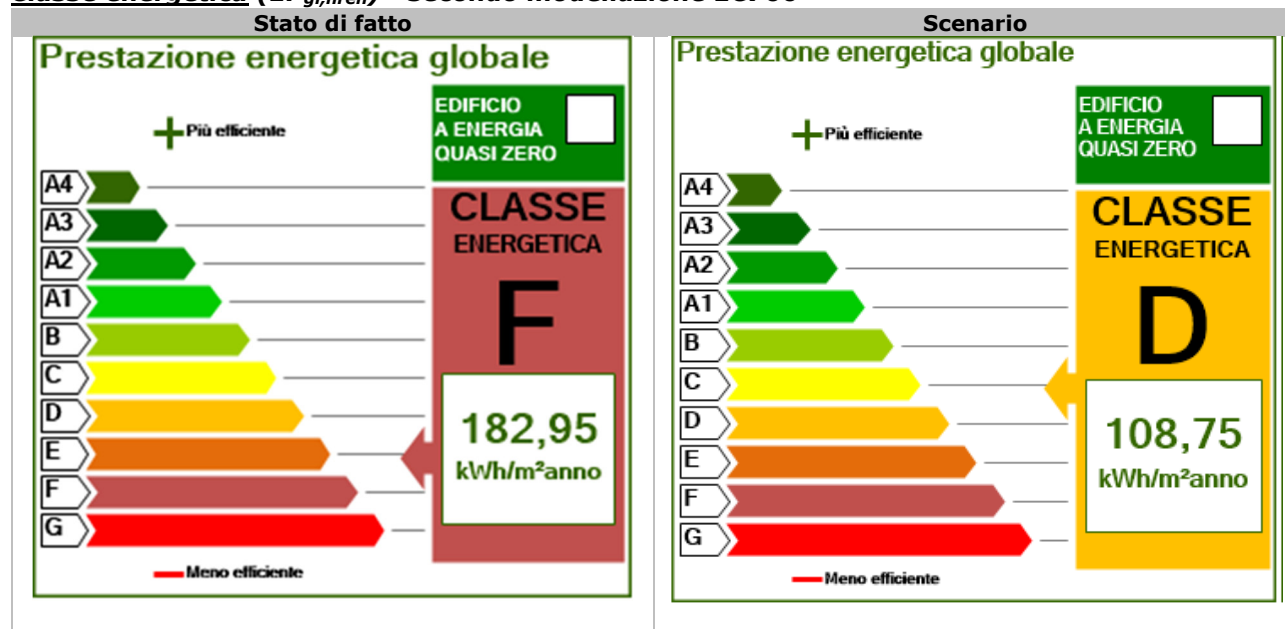 Stato di fatto
Scenario
Prestazione energetica globale
EDIFICIO
A ENERGIA
QUASI ZERO
Più efficiente
A4
A3
A2
A1
B
C
D
E
F
G
CLASSE
ENERGETICA
F
182,95
kWh/m²anno
Meno efficiente
Prestazione energetica globale
EDIFICIO
A ENERGIA
QUASI ZERO
Più efficiente
A4
A3
A2
A1
B
C
D
E
F
G
CLASSE
ENERGETICA
D
108,75
kWh/m²anno
Meno efficiente